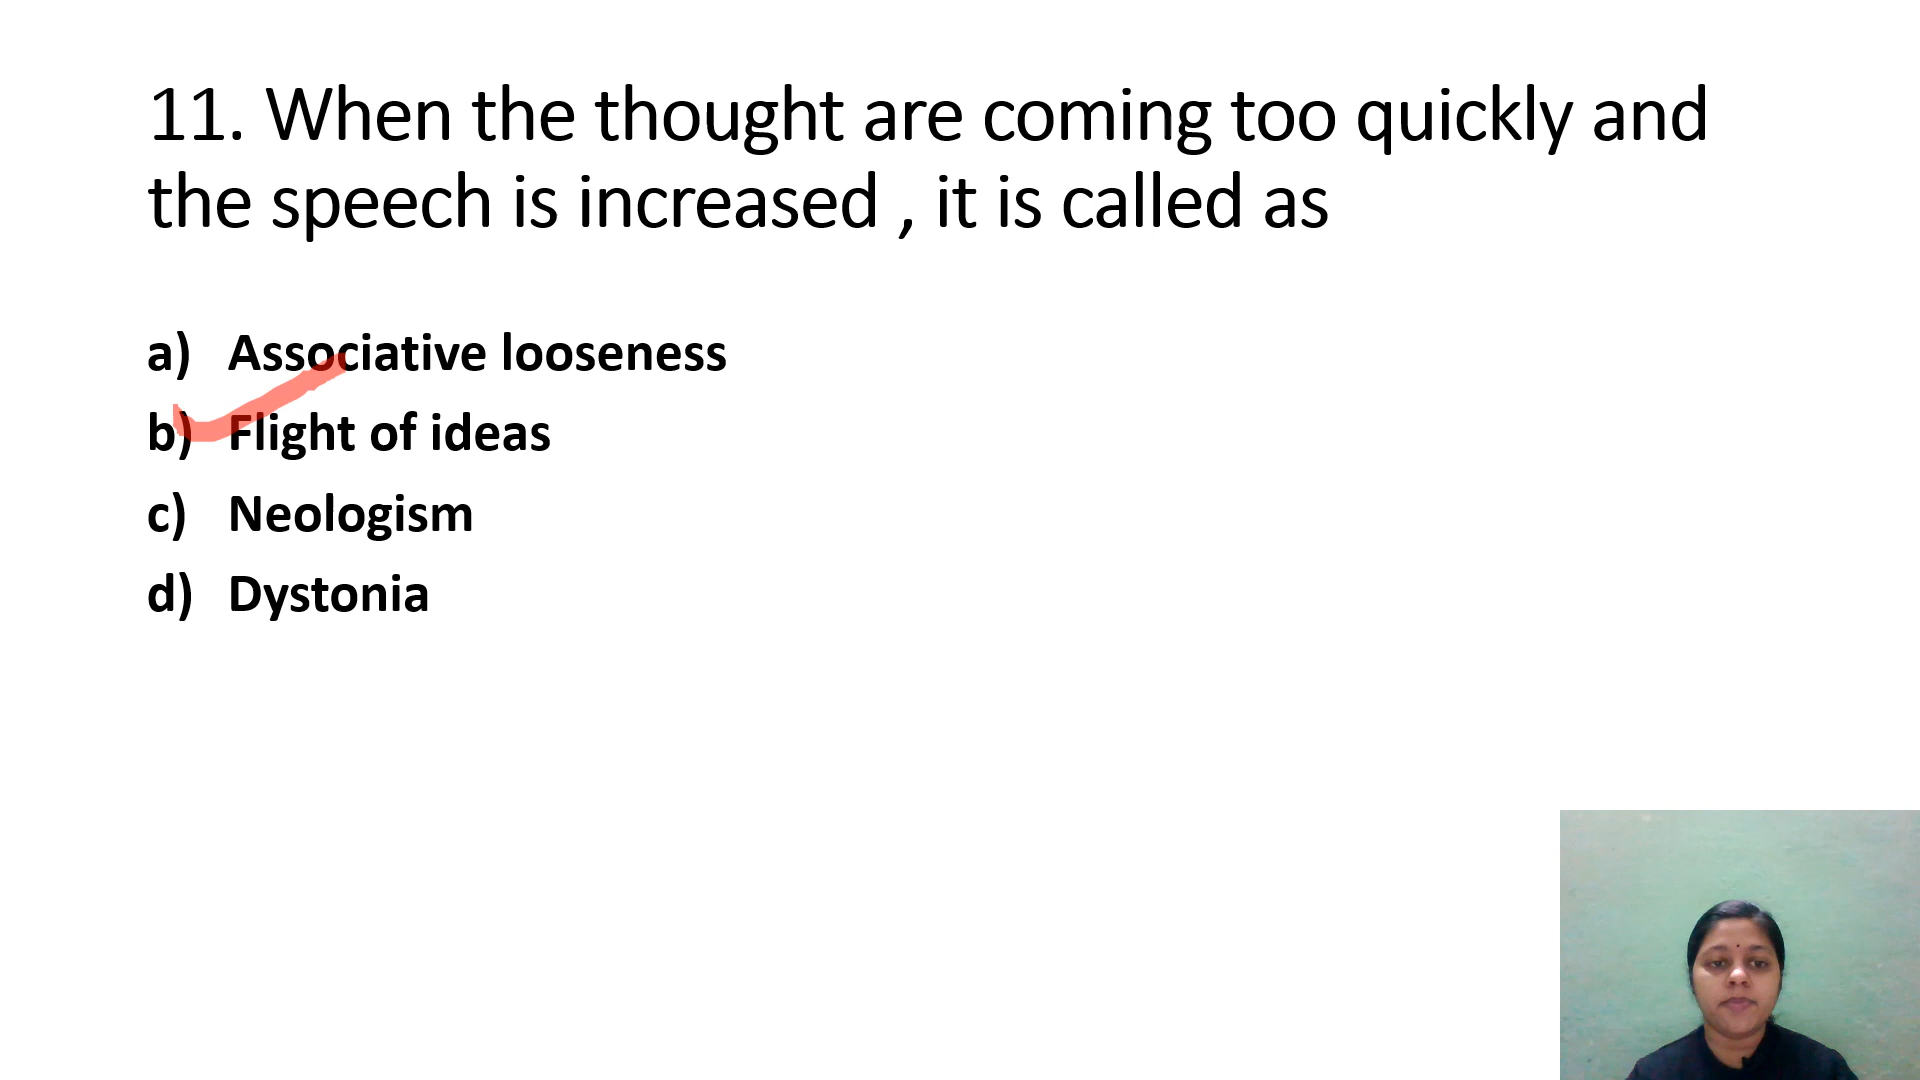 11. When the thought are coming too quickly and
the speech is increased , it is called as
a) Associative looseness
b) Flight of ideas
c) Neologism
d) Dystonia